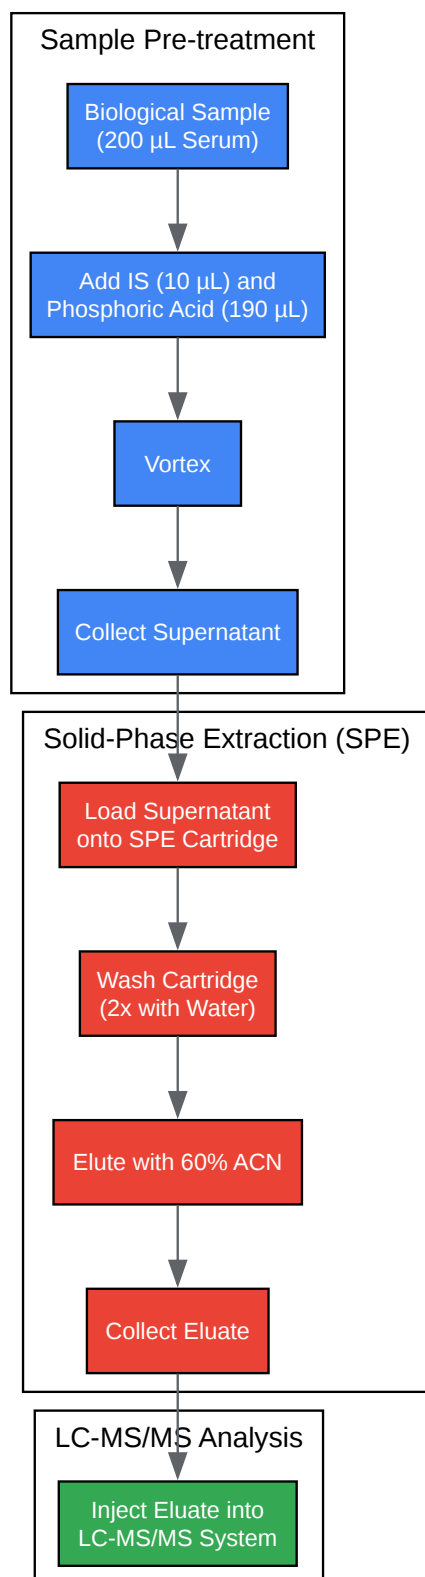 Sample Pre-treatment
Biological Sample
(200 µL Serum)
Add IS (10 µL) and
Phosphoric Acid (190 µL)
Vortex
Collect Supernatant
Solid-Phase Extraction (SPE)
Load Supernatant
onto SPE Cartridge
Wash Cartridge
(2x with Water)
Elute with 60% ACN
Collect Eluate
LC-MS/MS Analysis
Inject Eluate into
LC-MS/MS System